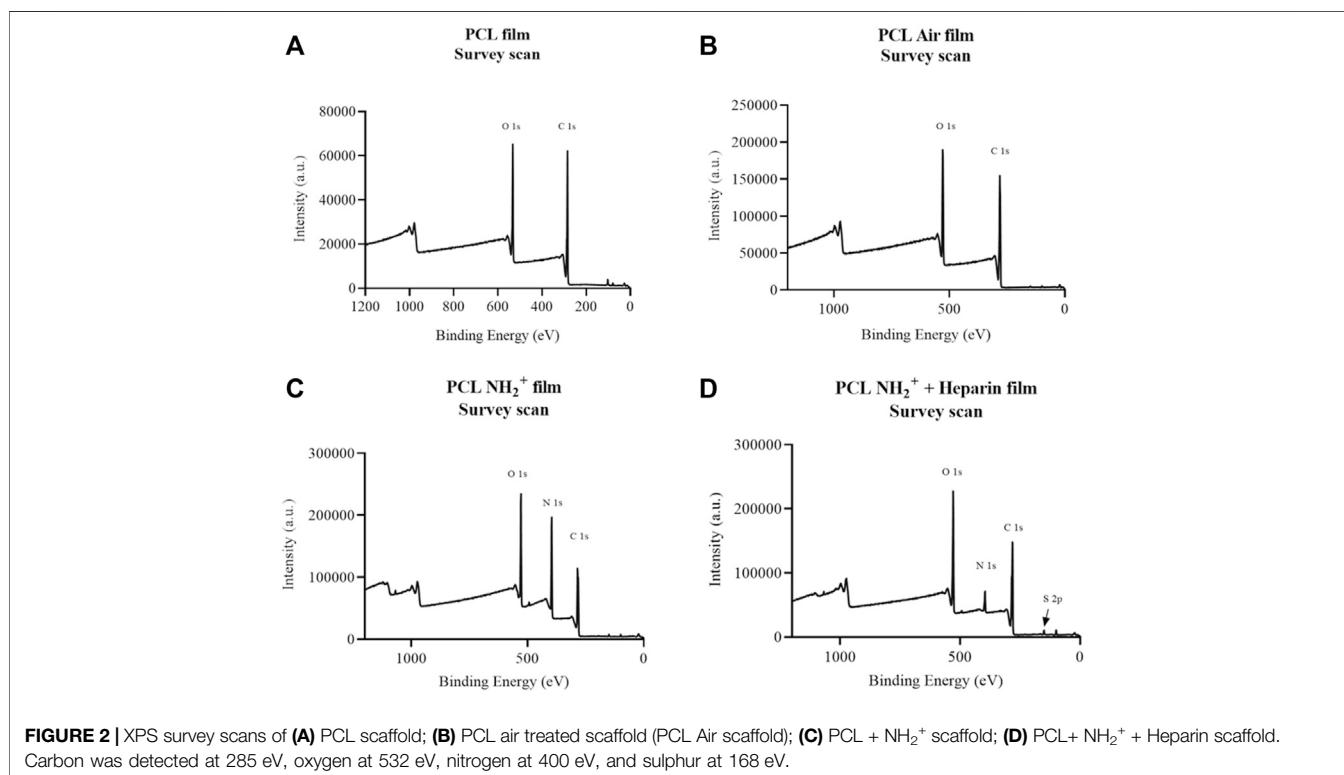 A
PCL film
Survey scan
80000
60000
40000
20000
0
Intensity (a.u.)
O 1s
C 1s
1200
1000
800
600
400
200
0
Binding Energy (eV)
B
PCL Air film
Survey scan
250000
200000
150000
100000
50000
0
Intensity (a.u.)
O 1s
C 1s
1000
500
0
Binding Energy (eV)
C
PCL NH₂⁺ film
Survey scan
300000
200000
100000
0
Intensity (a.u.)
O 1s
N 1s
C 1s
1000
500
0
Binding Energy (eV)
D
PCL NH₂⁺ + Heparin film
Survey scan
300000
200000
100000
0
Intensity (a.u.)
O 1s
N 1s
C 1s
S 2p
1000
500
0
Binding Energy (eV)
FIGURE 2 | XPS survey scans of (A) PCL scaffold; (B) PCL air treated scaffold (PCL Air scaffold); (C) PCL + NH₂⁺ scaffold; (D) PCL+ NH₂⁺ + Heparin scaffold.
Carbon was detected at 285 eV, oxygen at 532 eV, nitrogen at 400 eV, and sulphur at 168 eV.